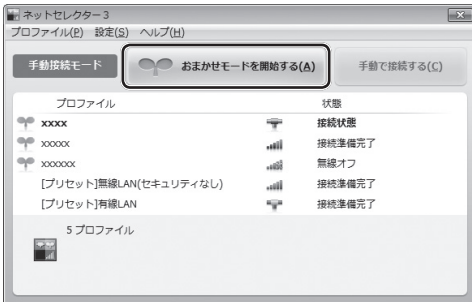 ネットセレクター3
プロファイル(P) 設定(S) ヘルプ(H)
手動接続モード おまかせモードを開始する(A) 手動で接続する(C)
プロファイル 状態
xxxx 接続状態
xxxxx 接続準備完了
xxxxxx 無線オフ
[プリセット]無線LAN(セキュリティなし) 接続準備完了
[プリセット]有線LAN 接続準備完了
5 プロファイル